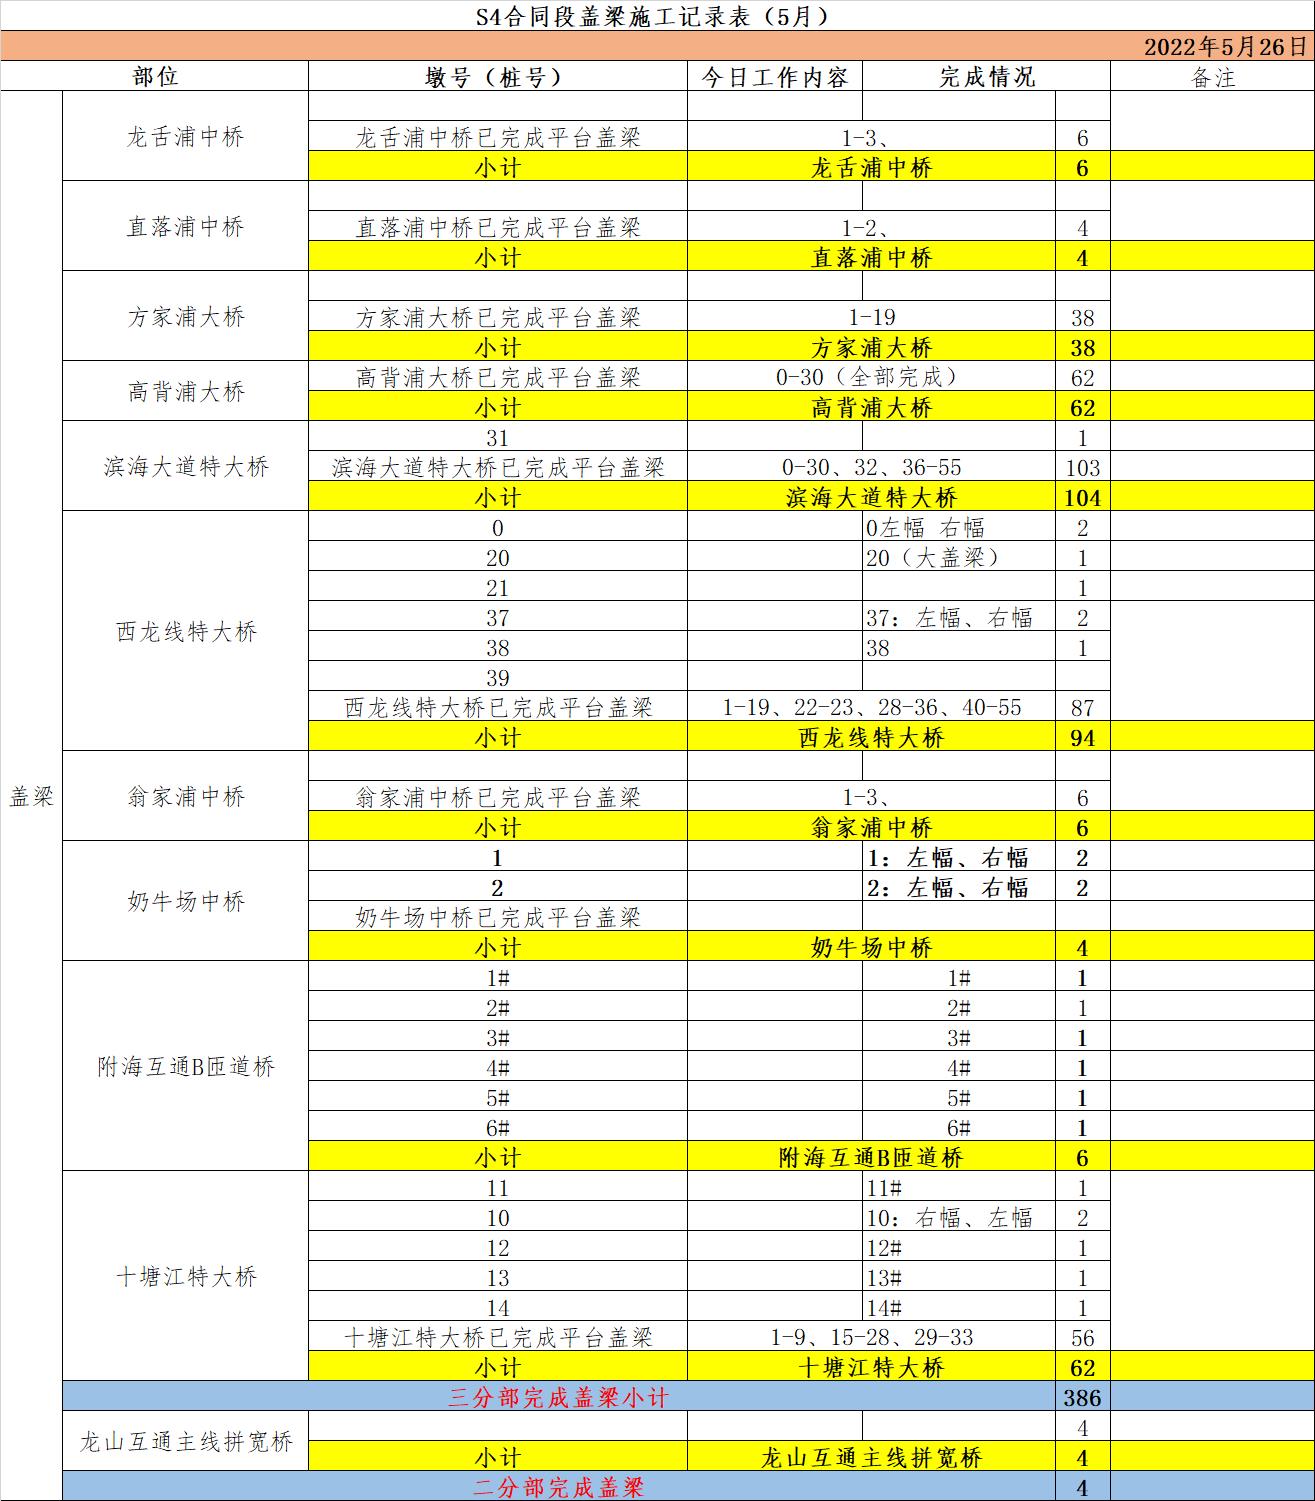 S4合同段盖梁施工记录表（5月）
2022年5月26日
部位 墩号（桩号） 今日工作内容 完成情况 备注
盖梁
龙舌浦中桥
龙舌浦中桥已完成平台盖梁 1-3、 6
小计 龙舌浦中桥 6
直落浦中桥
直落浦中桥已完成平台盖梁 1-2、 4
小计 直落浦中桥 4
方家浦大桥
方家浦大桥已完成平台盖梁 1-19 38
小计 方家浦大桥 38
高背浦大桥
高背浦大桥已完成平台盖梁 0-30（全部完成） 62
小计 高背浦大桥 62
滨海大道特大桥
31 1
滨海大道特大桥已完成平台盖梁 0-30、32、36-55 103
小计 滨海大道特大桥 104
西龙线特大桥
0 0左幅 右幅 2
20 20（大盖梁） 1
21 1
37 37：左幅、右幅 2
38 38 1
39
西龙线特大桥已完成平台盖梁 1-19、22-23、28-36、40-55 87
小计 西龙线特大桥 94
翁家浦中桥
翁家浦中桥已完成平台盖梁 1-3、 6
小计 翁家浦中桥 6
奶牛场中桥
1 1：左幅、右幅 2
2 2：左幅、右幅 2
奶牛场中桥已完成平台盖梁
小计 奶牛场中桥 4
附海互通B匝道桥
1# 1# 1
2# 2# 1
3# 3# 1
4# 4# 1
5# 5# 1
6# 6# 1
小计 附海互通B匝道桥 6
十塘江特大桥
11 11# 1
10 10：右幅、左幅 2
12 12# 1
13 13# 1
14 14# 1
十塘江特大桥已完成平台盖梁 1-9、15-28、29-33 56
小计 十塘江特大桥 62
三分部完成盖梁小计 386
龙山互通主线拼宽桥
4
小计 龙山互通主线拼宽桥 4
二分部完成盖梁 4